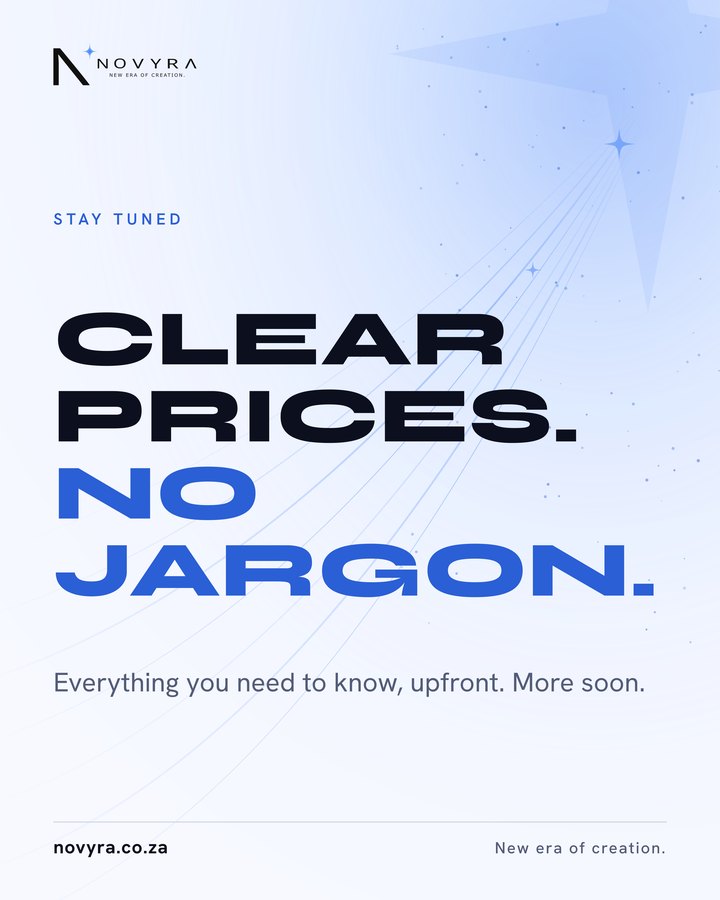 NOVYRA
NEW ERA OF CREATION.
STAY TUNED
CLEAR
PRICES.
NO
JARGON.
Everything you need to know, upfront. More soon.
novyra.co.za
New era of creation.